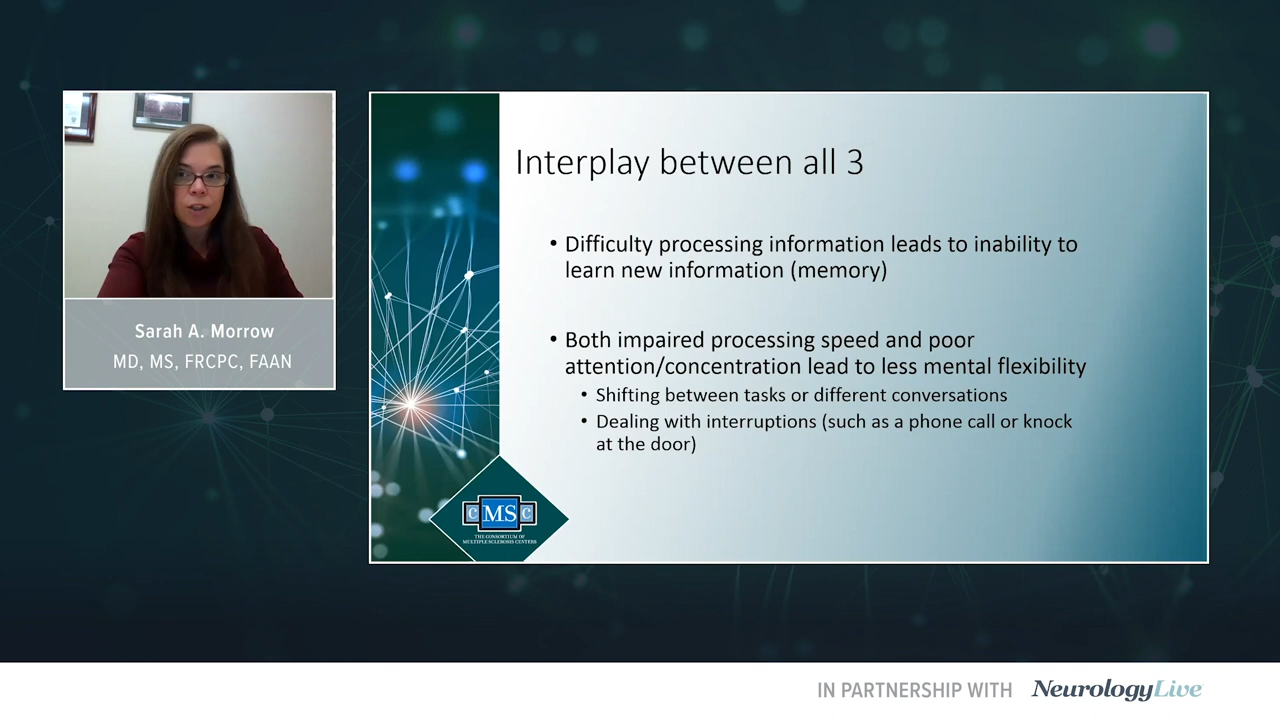 Sarah A. Morrow
MD, MS, FRCPC, FAAN
Interplay between all 3
• Difficulty processing information leads to inability to
learn new information (memory)
• Both impaired processing speed and poor
attention/concentration lead to less mental flexibility
• Shifting between tasks or different conversations
• Dealing with interruptions (such as a phone call or knock
at the door)
CMSC
THE CONSORTIUM OF
MULTIPLE SCLEROSIS CENTERS
IN PARTNERSHIP WITH NeurologyLive